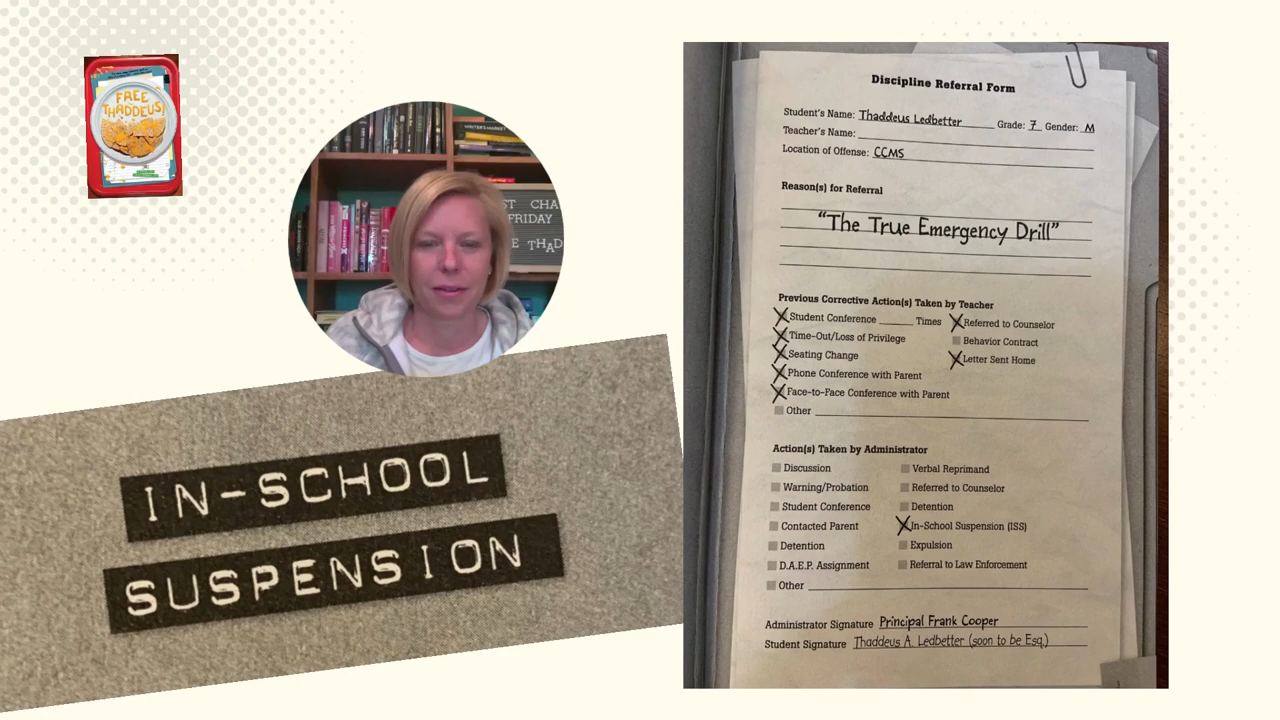 FREE
THADDEUS!
WRITER'S MARKET
FRIDAY
IN-SCHOOL
SUSPENSION
Discipline Referral Form
Student's Name: Thaddeus Ledbetter Grade: 7 Gender: M
Teacher's Name:
Location of Offense: CCMS
Reason(s) for Referral
"The True Emergency Drill"
Previous Corrective Action(s) Taken by Teacher
Student Conference ______ Times Referred to Counselor
Time-Out/Loss of Privilege Behavior Contract
Seating Change Letter Sent Home
Phone Conference with Parent
Face-to-Face Conference with Parent
Other
Action(s) Taken by Administrator
Discussion Verbal Reprimand
Warning/Probation Referred to Counselor
Student Conference Detention
Contacted Parent In-School Suspension (ISS)
Detention Expulsion
D.A.E.P. Assignment Referral to Law Enforcement
Other
Administrator Signature Principal Frank Cooper
Student Signature Thaddeus A. Ledbetter (soon to be Esq.)